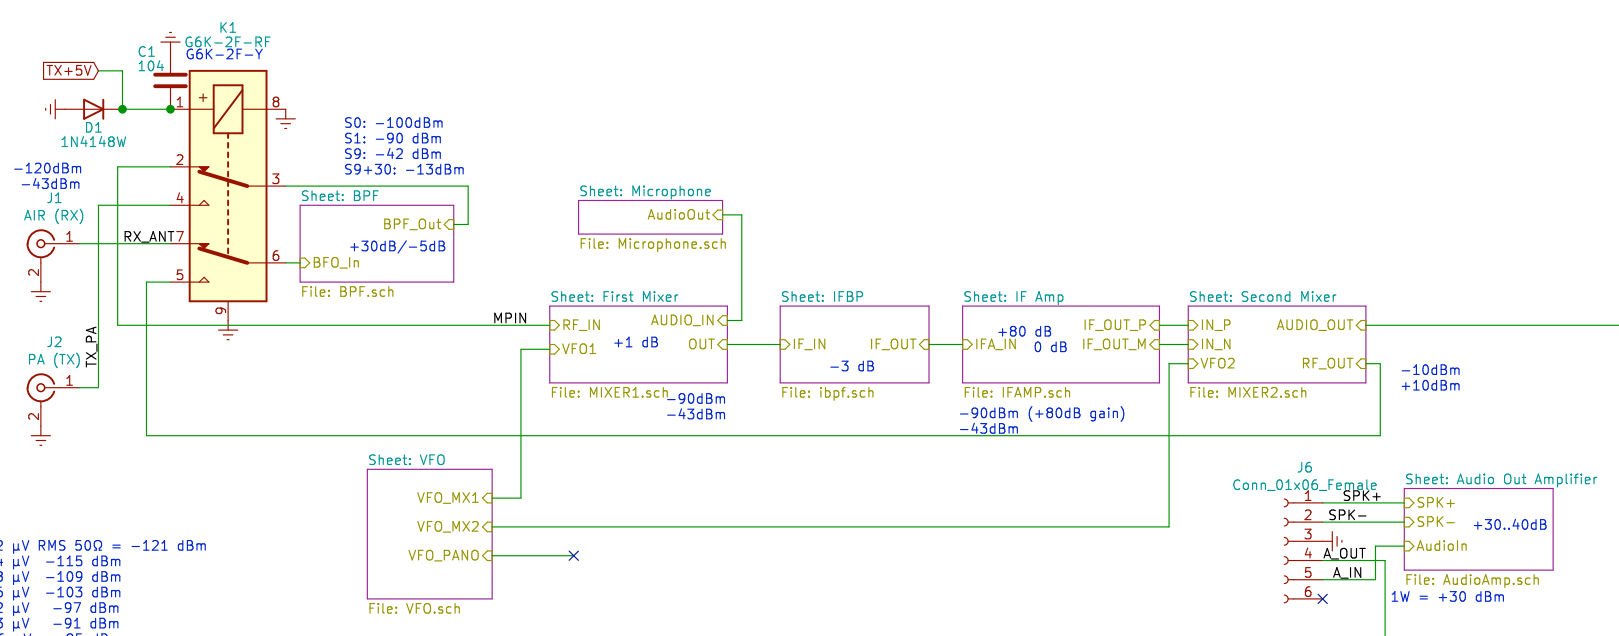 K1
G6K-2F-RF
G6K-2F-Y
C1
104
TX+5V
1
+
8
D1
1N4148W
2
3
4
7
6
5
9
-120dBm
-43dBm
J1
AIR (RX)
1
2
RX_ANT
S0: -100dBm
S1: -90 dBm
S9: -42 dBm
S9+30: -13dBm
Sheet: BPF
BPF_Out
+30dB/-5dB
BFO_In
File: BPF.sch
J2
PA (TX)
1
2
TX_PA
Sheet: Microphone
AudioOut
File: Microphone.sch
MPIN
Sheet: First Mixer
RF_IN
AUDIO_IN
VFO1
+1 dB
OUT
File: MIXER1.sch
-90dBm
-43dBm
Sheet: IFBP
IF_IN
IF_OUT
-3 dB
File: ibpf.sch
Sheet: IF Amp
+80 dB
0 dB
IF_OUT_P
IFA_IN
IF_OUT_M
File: IFAMP.sch
-90dBm (+80dB gain)
-43dBm
Sheet: Second Mixer
IN_P
AUDIO_OUT
IN_N
VFO2
RF_OUT
File: MIXER2.sch
-10dBm
+10dBm
Sheet: VFO
VFO_MX1
VFO_MX2
VFO_PANO
File: VFO.sch
J6
Conn_01x06_Female
1
SPK+
2
SPK-
3
4
A_OUT
5
A_IN
6
Sheet: Audio Out Amplifier
SPK+
SPK-
+30..40dB
AudioIn
File: AudioAmp.sch
1W = +30 dBm
µV RMS 50Ω = -121 dBm
µV -115 dBm
µV -109 dBm
µV -103 dBm
µV -97 dBm
µV -91 dBm